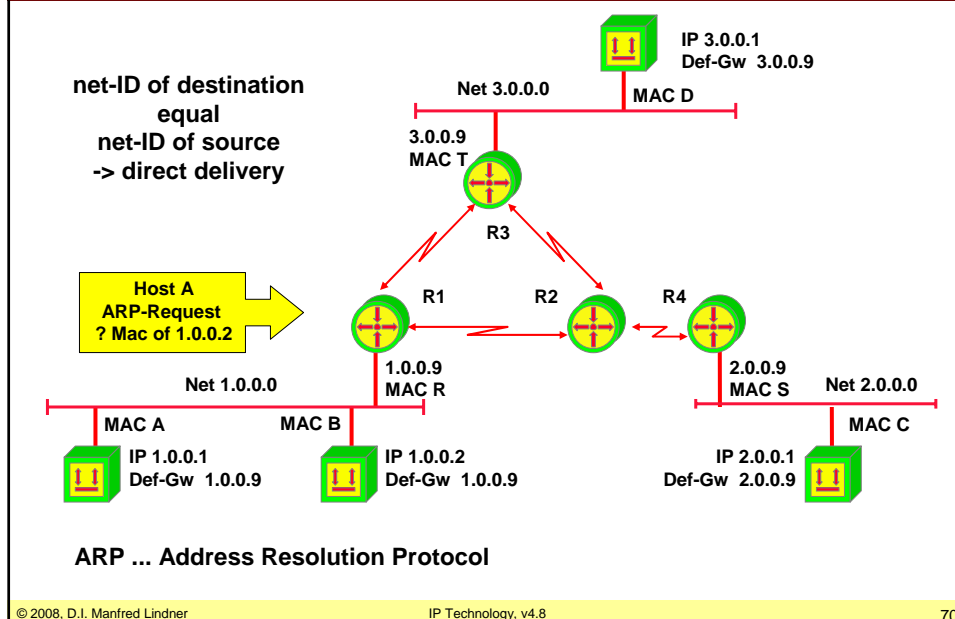 IP 3.0.0.1
Def-Gw 3.0.0.9
net-ID of destination
equal
net-ID of source
-> direct delivery
Net 3.0.0.0
MAC D
3.0.0.9
MAC T
R3
Host A
ARP-Request
? Mac of 1.0.0.2
R1
R2
R4
1.0.0.9
MAC R
2.0.0.9
MAC S
Net 1.0.0.0
Net 2.0.0.0
MAC A
MAC B
MAC C
IP 1.0.0.1
Def-Gw 1.0.0.9
IP 1.0.0.2
Def-Gw 1.0.0.9
IP 2.0.0.1
Def-Gw 2.0.0.9
ARP ... Address Resolution Protocol
© 2008, D.I. Manfred Lindner
IP Technology, v4.8
70